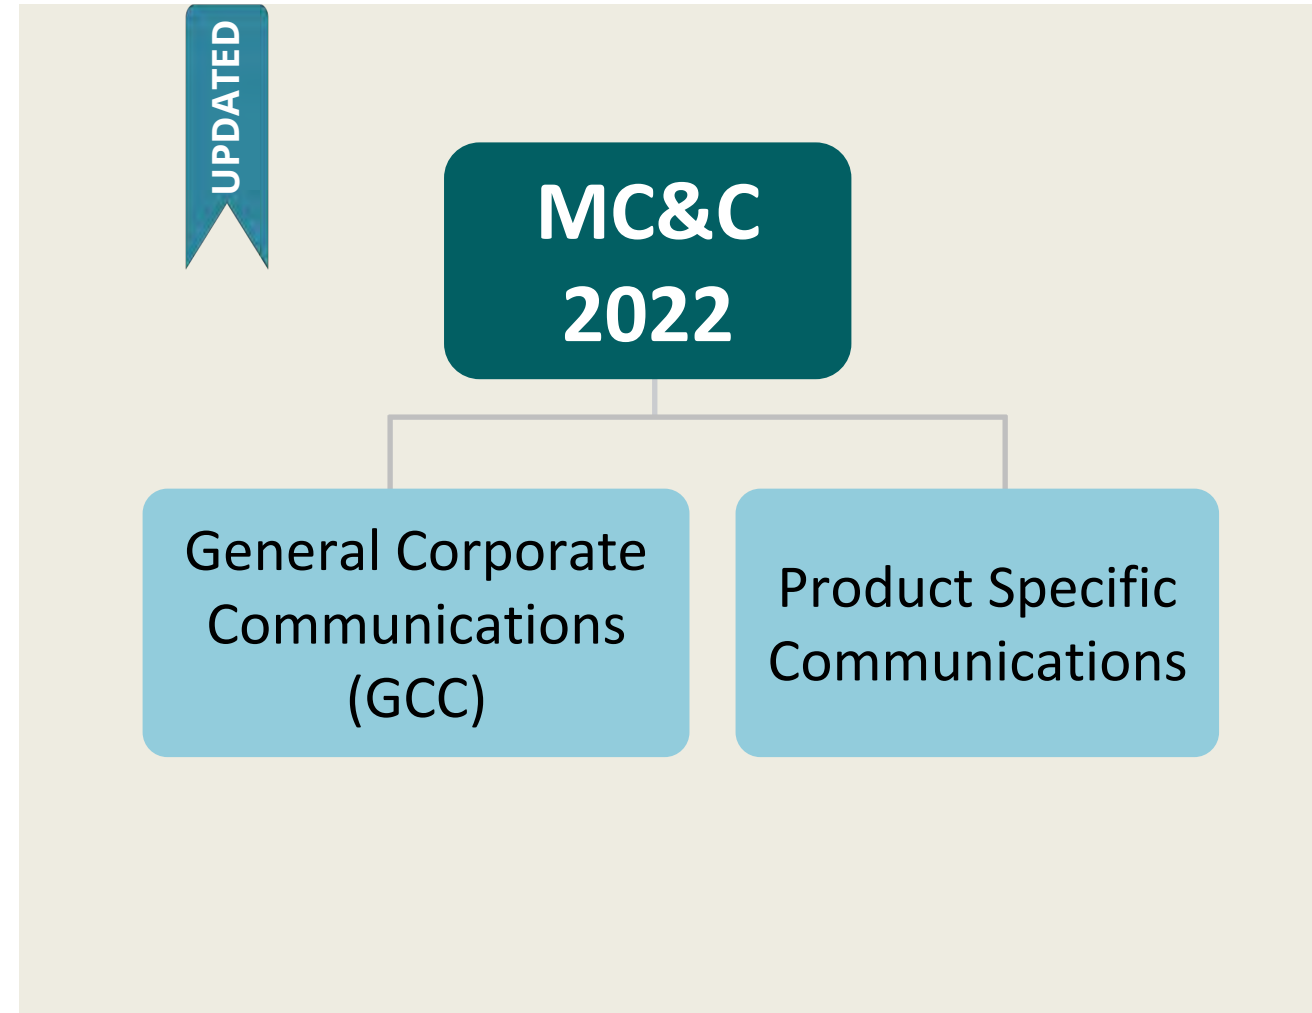 UPDATED
MC&C
2022
General Corporate
Communications
(GCC)
Product Specific
Communications